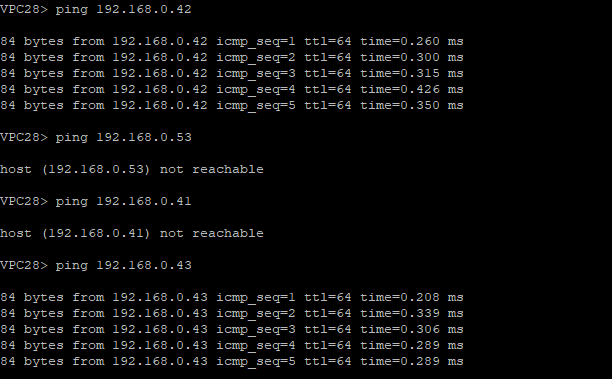 VPC28> ping 192.168.0.42
84 bytes from 192.168.0.42 icmp_seq=1 ttl=64 time=0.260 ms
84 bytes from 192.168.0.42 icmp_seq=2 ttl=64 time=0.300 ms
84 bytes from 192.168.0.42 icmp_seq=3 ttl=64 time=0.315 ms
84 bytes from 192.168.0.42 icmp_seq=4 ttl=64 time=0.426 ms
84 bytes from 192.168.0.42 icmp_seq=5 ttl=64 time=0.350 ms
VPC28> ping 192.168.0.53
host (192.168.0.53) not reachable
VPC28> ping 192.168.0.41
host (192.168.0.41) not reachable
VPC28> ping 192.168.0.43
84 bytes from 192.168.0.43 icmp_seq=1 ttl=64 time=0.208 ms
84 bytes from 192.168.0.43 icmp_seq=2 ttl=64 time=0.339 ms
84 bytes from 192.168.0.43 icmp_seq=3 ttl=64 time=0.306 ms
84 bytes from 192.168.0.43 icmp_seq=4 ttl=64 time=0.289 ms
84 bytes from 192.168.0.43 icmp_seq=5 ttl=64 time=0.289 ms